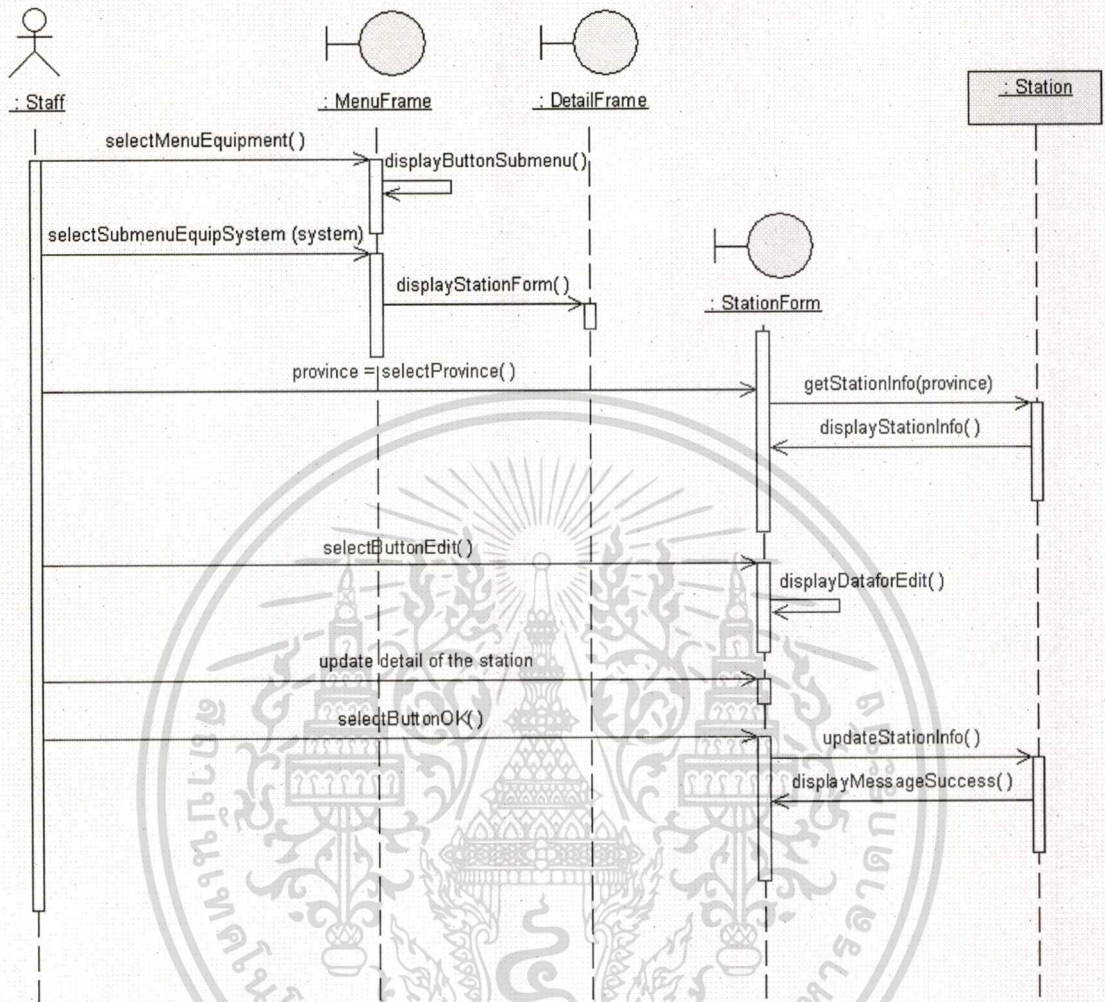 : Staff
: MenuFrame
: DetailFrame
: Station
selectMenuEquipment( )
displayButtonSubmenu( )
selectSubmenuEquipSystem (system)
displayStationForm( )
: StationForm
province = selectProvince( )
getStationInfo(province)
displayStationInfo( )
selectButtonEdit( )
displayDataforEdit( )
update detail of the station
selectButtonOK( )
updateStationInfo( )
displayMessageSuccess( )